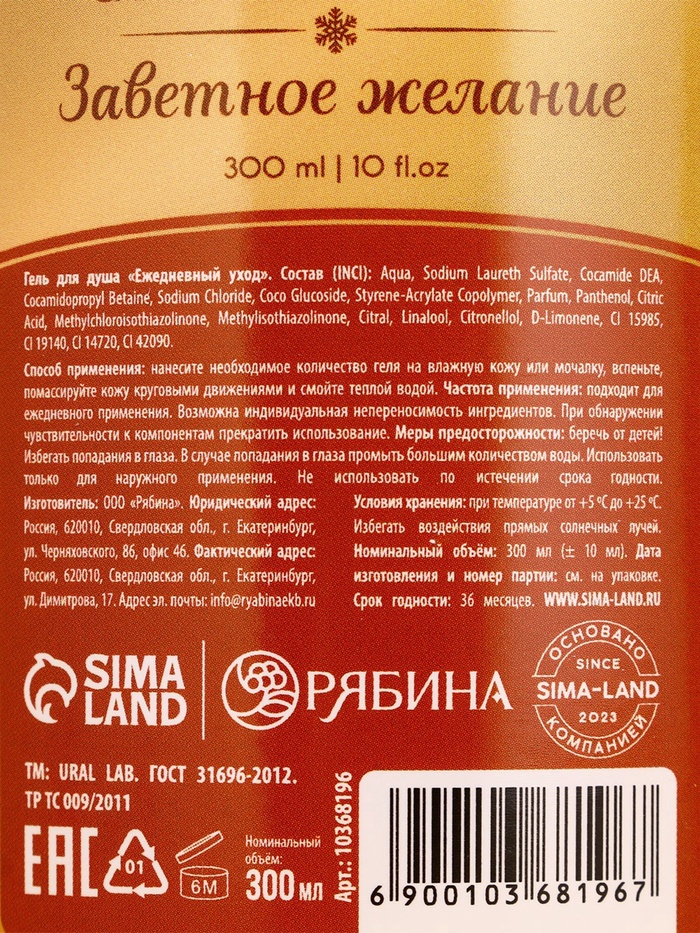 Заветное желание
300 ml | 10 fl.oz
Гель для душа «Ежедневный уход». Состав (INCI): Aqua, Sodium Laureth Sulfate, Cocamide DEA,
Cocamidopropyl Betaine, Sodium Chloride, Coco Glucoside, Styrene-Acrylate Copolymer, Parfum, Panthenol, Citric
Acid, Methylchloroisothiazolinone, Methylisothiazolinone, Citral, Linalool, Citronellol, D-Limonene, CI 15985,
CI 19140, CI 14720, CI 42090.
Способ применения: нанесите необходимое количество геля на влажную кожу или мочалку, вспеньте,
помассируйте кожу круговыми движениями и смойте теплой водой. Частота применения: подходит для
ежедневного применения. Возможна индивидуальная непереносимость ингредиентов. При обнаружении
чувствительности к компонентам прекратить использование. Меры предосторожности: беречь от детей!
Избегать попадания в глаза. В случае попадания в глаза промыть большим количеством воды. Использовать
только для наружного применения. Не использовать по истечении срока годности.
Изготовитель: ООО «Рябина». Юридический адрес:
Россия, 620010, Свердловская обл., г. Екатеринбург,
ул. Черняховского, 86, офис 46. Фактический адрес:
Россия, 620010, Свердловская обл., г. Екатеринбург,
ул. Димитрова, 17. Адрес эл. почты: info@ryabinaekb.ru
Условия хранения: при температуре от +5 ºС до +25 ºС.
Избегать воздействия прямых солнечных лучей.
Номинальный объём: 300 мл (± 10 мл). Дата
изготовления и номер партии: см. на упаковке.
Срок годности: 36 месяцев. WWW.SIMA-LAND.RU
SIMA
LAND
РЯБИНА
ОСНОВАНО
SINCE
SIMA-LAND
2023
КОМПАНИЕЙ
ТМ: URAL LAB. ГОСТ 31696-2012.
ТР ТС 009/2011
EAC
01
6М
Номинальный
объём:
300 мл
Арт.: 10368196
6 900103 681967